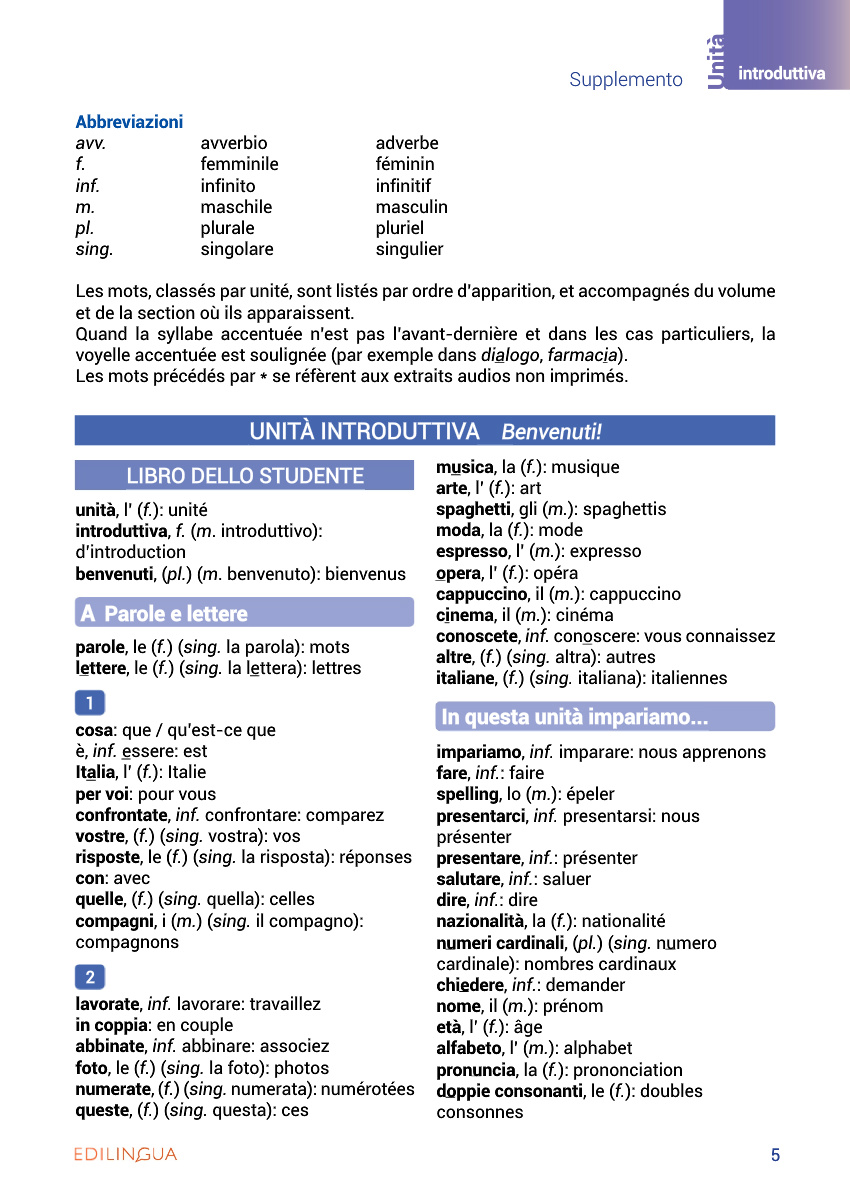 Supplemento
Unità
introduttiva
Abbreviazioni
avv. avverbio adverbe
f. femminile féminin
inf. infinito infinitif
m. maschile masculin
pl. plurale pluriel
sing. singolare singulier
Les mots, classés par unité, sont listés par ordre d'apparition, et accompagnés du volume
et de la section où ils apparaissent.
Quand la syllabe accentuée n'est pas l'avant-dernière et dans les cas particuliers, la
voyelle accentuée est soulignée (par exemple dans dialogo, farmacia).
Les mots précédés par * se réfèrent aux extraits audios non imprimés.
UNITÀ INTRODUTTIVA Benvenuti!
LIBRO DELLO STUDENTE
unità, l' (f.): unité
introduttiva, f. (m. introduttivo):
d'introduction
benvenuti, (pl.) (m. benvenuto): bienvenus
A Parole e lettere
parole, le (f.) (sing. la parola): mots
lettere, le (f.) (sing. la lettera): lettres
1
cosa: que / qu'est-ce que
è, inf. essere: est
Italia, l' (f.): Italie
per voi: pour vous
confrontate, inf. confrontare: comparez
vostre, (f.) (sing. vostra): vos
risposte, le (f.) (sing. la risposta): réponses
con: avec
quelle, (f.) (sing. quella): celles
compagni, i (m.) (sing. il compagno):
compagnons
2
lavorate, inf. lavorare: travaillez
in coppia: en couple
abbinate, inf. abbinare: associez
foto, le (f.) (sing. la foto): photos
numerate, (f.) (sing. numerata): numérotées
queste, (f.) (sing. questa): ces
musica, la (f.): musique
arte, l' (f.): art
spaghetti, gli (m.): spaghettis
moda, la (f.): mode
espresso, l' (m.): expresso
opera, l' (f.): opéra
cappuccino, il (m.): cappuccino
cinema, il (m.): cinéma
conoscete, inf. conoscere: vous connaissez
altre, (f.) (sing. altra): autres
italiane, (f.) (sing. italiana): italiennes
In questa unità impariamo...
impariamo, inf. imparare: nous apprenons
fare, inf.: faire
spelling, lo (m.): épeler
presentarci, inf. presentarsi: nous
présenter
presentare, inf.: présenter
salutare, inf.: saluer
dire, inf.: dire
nazionalità, la (f.): nationalité
numeri cardinali, (pl.) (sing. numero
cardinale): nombres cardinaux
chiedere, inf.: demander
nome, il (m.): prénom
età, l' (f.): âge
alfabeto, l' (m.): alphabet
pronuncia, la (f.): prononciation
doppie consonanti, le (f.): doubles
consonnes
EDILINGUA
5